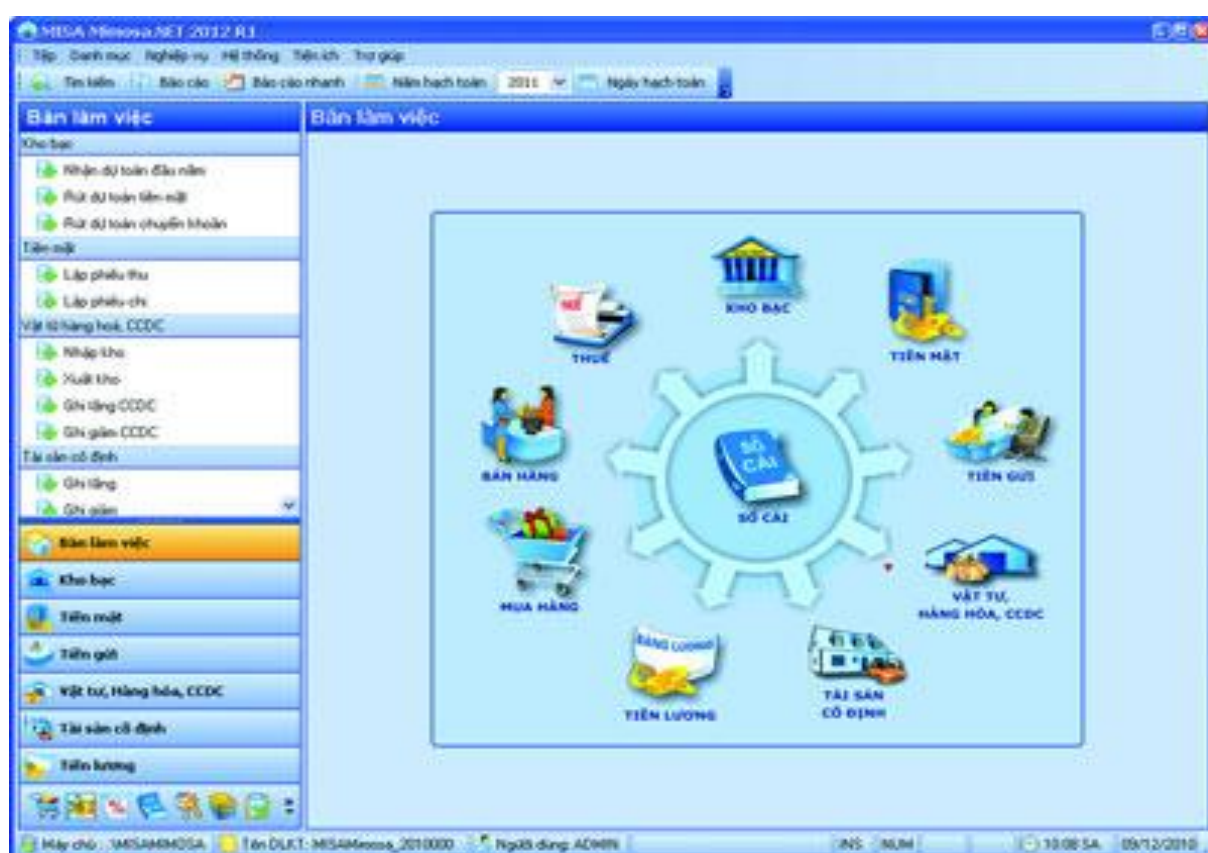 MISA Mimosa.NET 2012 R1
Tệp Danh mục Nghiệp vụ Hệ thống Tiện ích Trợ giúp
Tìm kiếm Báo cáo Báo cáo nhanh Năm hạch toán 2011 Ngày hạch toán
Bàn làm việc
Bàn làm việc
Kho bạc
Nhận dự toán đầu năm
Rút dự toán tiền mặt
Rút dự toán chuyển khoản
Tiền mặt
Lập phiếu thu
Lập phiếu chi
Vật tư hàng hoá, CCDC
Nhập kho
Xuất kho
Ghi tăng CCDC
Ghi giảm CCDC
Tài sản cố định
Ghi tăng
Ghi giảm
Bàn làm việc
Kho bạc
Tiền mặt
Tiền gửi
Vật tư, Hàng hóa, CCDC
Tài sản cố định
Tiền lương
KHO BẠC
TIỀN MẶT
THUẾ
BÁN HÀNG
SỔ CÁI
SỔ CÁI
TIỀN GỬI
MUA HÀNG
VẬT TƯ,
HÀNG HÓA, CCDC
BẢNG LƯƠNG
TIỀN LƯƠNG
TÀI SẢN
CỐ ĐỊNH
Máy chủ : .\MISAMIMOSA Tên DLKT: MISAMimosa_2010000 Người dùng: ADMIN INS NUM 10:08 SA 09/12/2010